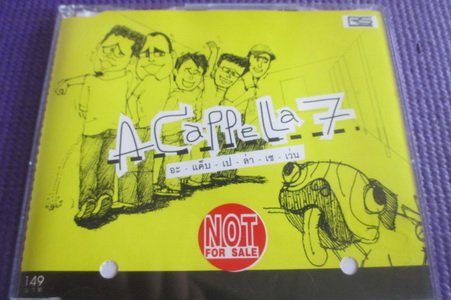 RS
ACaPPeLLa 7
อะ - แค็บ - เป - ลา - เซ - เว่น
NOT
FOR SALE
149